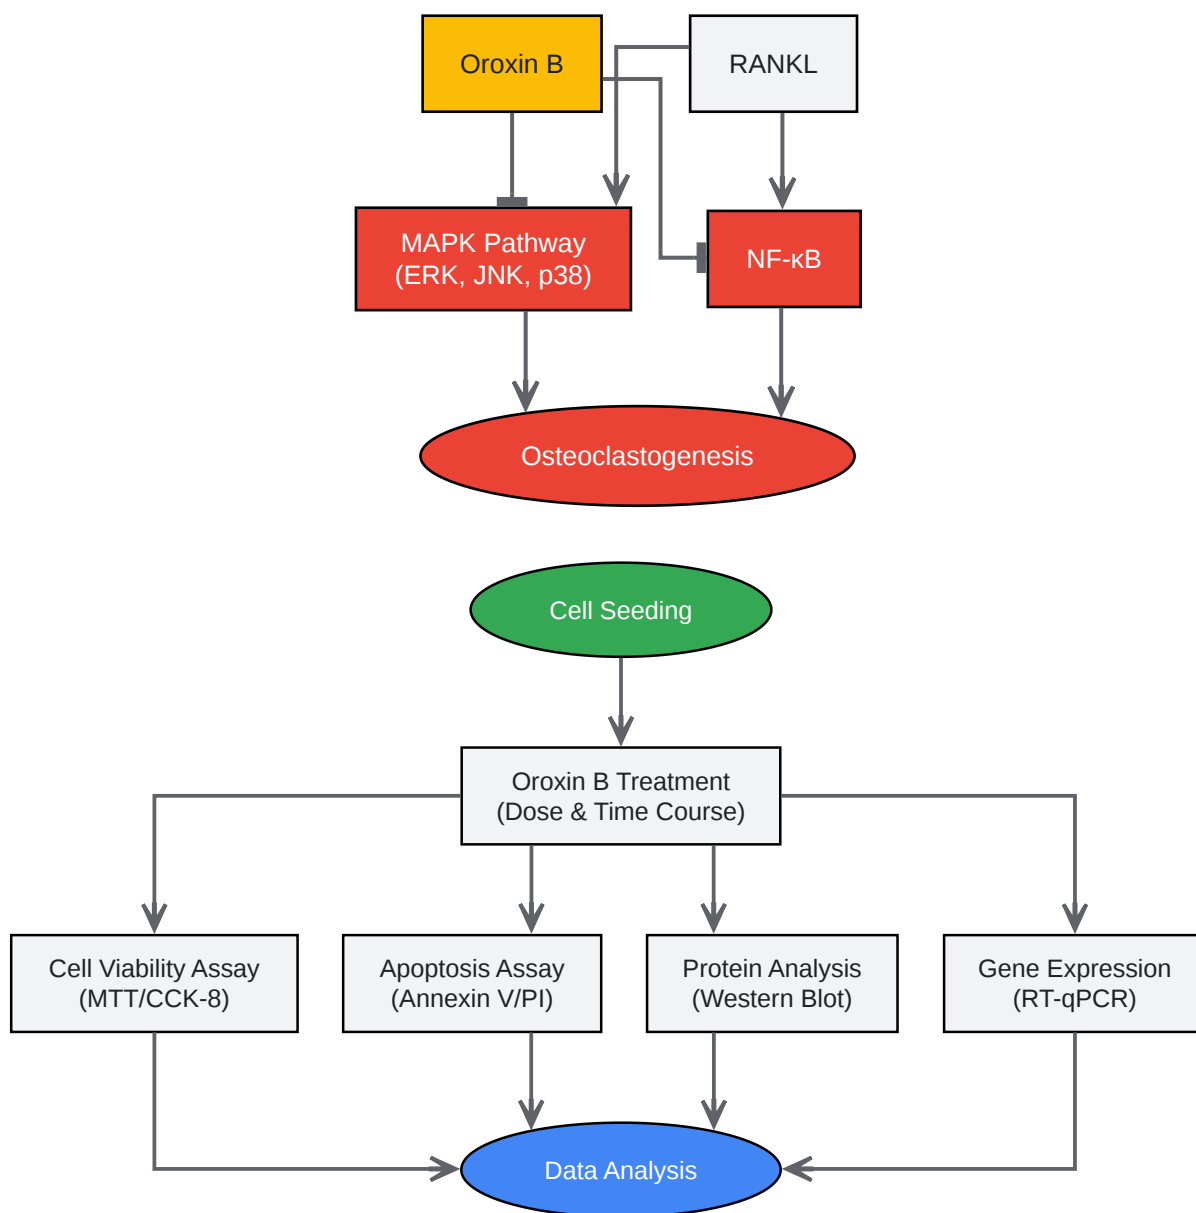 Oroxin B
RANKL
MAPK Pathway
(ERK, JNK, p38)
NF-κB
Osteoclastogenesis
Cell Seeding
Oroxin B Treatment
(Dose & Time Course)
Cell Viability Assay
(MTT/CCK-8)
Apoptosis Assay
(Annexin V/PI)
Protein Analysis
(Western Blot)
Gene Expression
(RT-qPCR)
Data Analysis